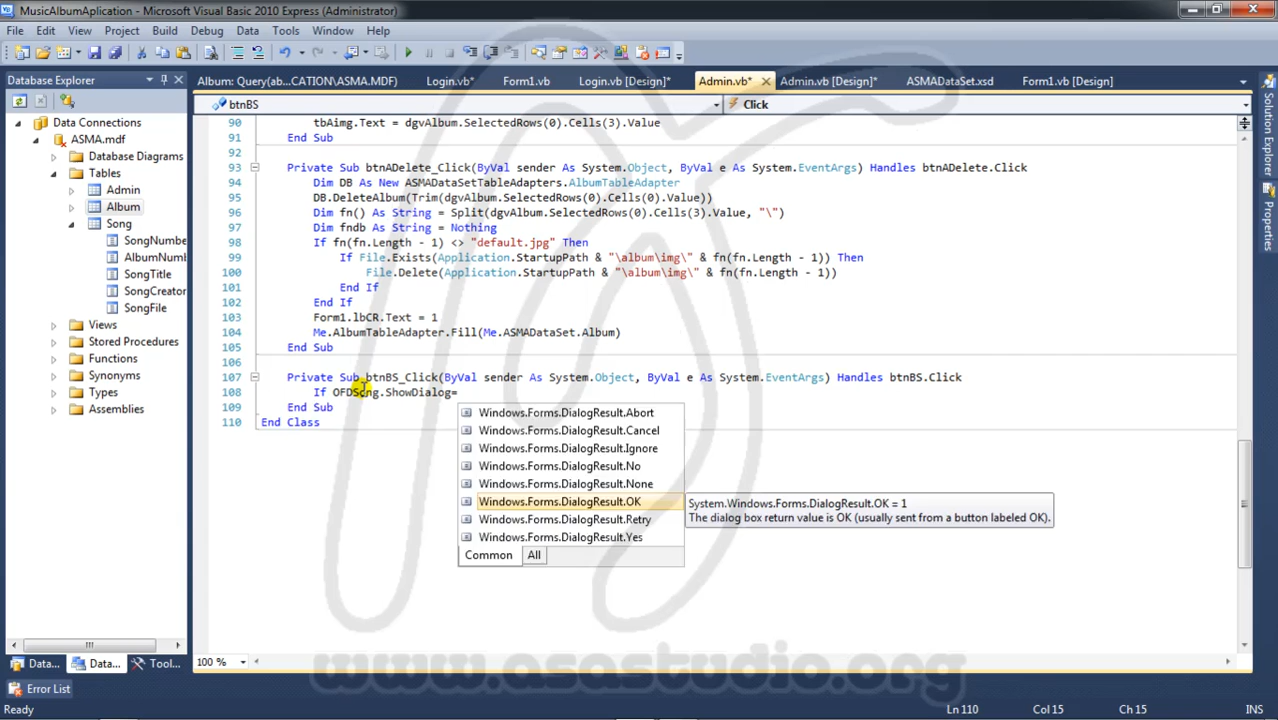 MusicAlbumAplication - Microsoft Visual Basic 2010 Express (Administrator)
File Edit View Project Build Debug Data Tools Window Help
Database Explorer
Album: Query(ab...CATION\ASMA.MDF) Login.vb* Form1.vb Login.vb [Design]* Admin.vb* Admin.vb [Design]* ASMADataSet.xsd Form1.vb [Design]
btnBS Click
Data Connections
ASMA.mdf
Database Diagrams
Tables
Admin
Album
Song
SongNumbe
AlbumNumb
SongTitle
SongCreator
SongFile
Views
Stored Procedures
Functions
Synonyms
Types
Assemblies
90 tbAimg.Text = dgvAlbum.SelectedRows(0).Cells(3).Value
91 End Sub
92
93 Private Sub btnADelete_Click(ByVal sender As System.Object, ByVal e As System.EventArgs) Handles btnADelete.Click
94 Dim DB As New ASMADataSetTableAdapters.AlbumTableAdapter
95 DB.DeleteAlbum(Trim(dgvAlbum.SelectedRows(0).Cells(0).Value))
96 Dim fn() As String = Split(dgvAlbum.SelectedRows(0).Cells(3).Value, "\")
97 Dim fndb As String = Nothing
98 If fn(fn.Length - 1) <> "default.jpg" Then
99 If File.Exists(Application.StartupPath & "\album\img\" & fn(fn.Length - 1)) Then
100 File.Delete(Application.StartupPath & "\album\img\" & fn(fn.Length - 1))
101 End If
102 End If
103 Form1.lbCR.Text = 1
104 Me.AlbumTableAdapter.Fill(Me.ASMADataSet.Album)
105 End Sub
106
107 Private Sub btnBS_Click(ByVal sender As System.Object, ByVal e As System.EventArgs) Handles btnBS.Click
108 If OFDSong.ShowDialog=
109 End Sub
110 End Class
Windows.Forms.DialogResult.Abort
Windows.Forms.DialogResult.Cancel
Windows.Forms.DialogResult.Ignore
Windows.Forms.DialogResult.No
Windows.Forms.DialogResult.None
Windows.Forms.DialogResult.OK
Windows.Forms.DialogResult.Retry
Windows.Forms.DialogResult.Yes
Common All
System.Windows.Forms.DialogResult.OK = 1
The dialog box return value is OK (usually sent from a button labeled OK).
Solution Explorer
Properties
Data... Data... Tool...
100 %
www.asastudio.org
Error List
Ready Ln 110 Col 15 Ch 15 INS